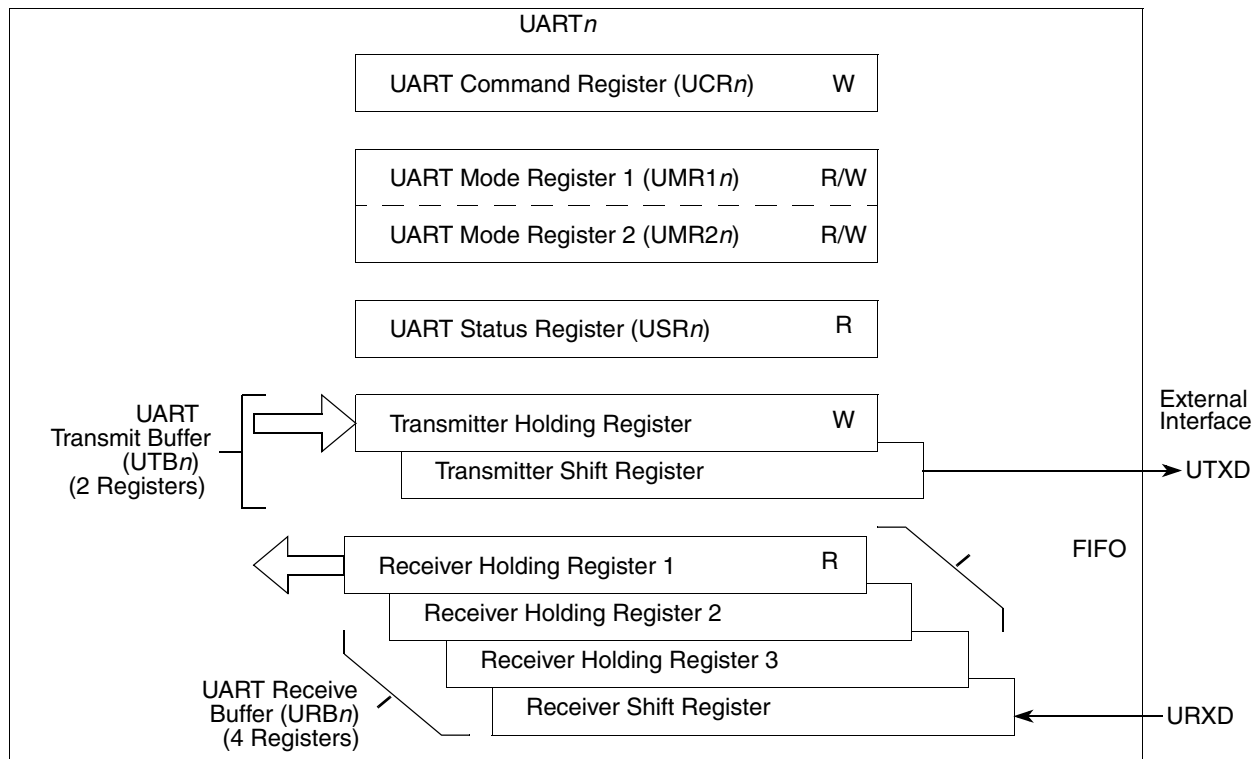 UARTn
UART Command Register (UCRn) W
UART Mode Register 1 (UMR1n) R/W
UART Mode Register 2 (UMR2n) R/W
UART Status Register (USRn) R
UART
Transmit Buffer
(UTBn)
(2 Registers)
Transmitter Holding Register W
Transmitter Shift Register
External
Interface
UTXD
Receiver Holding Register 1 R
FIFO
Receiver Holding Register 2
Receiver Holding Register 3
Receiver Shift Register
UART Receive
Buffer (URBn)
(4 Registers)
URXD